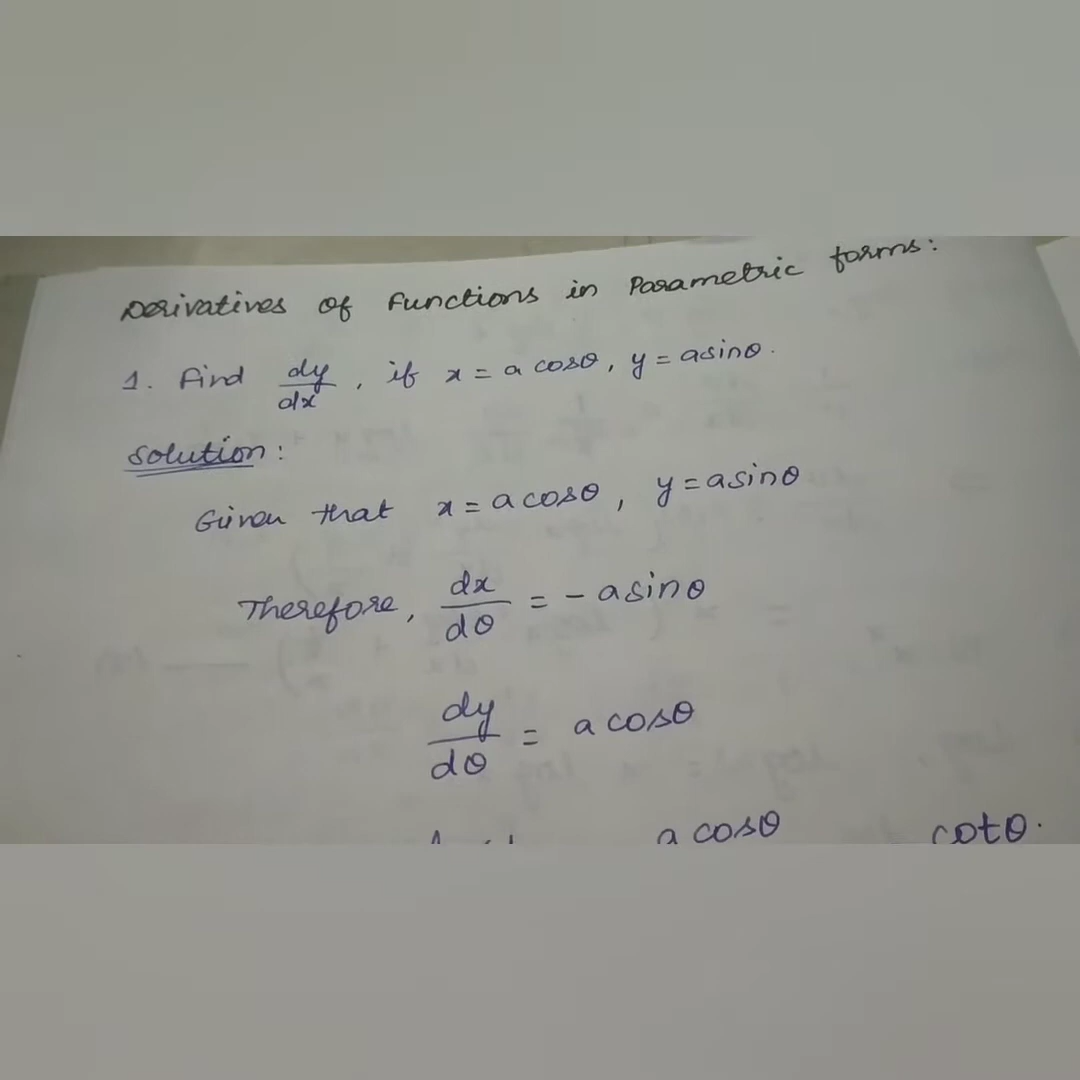 Derivatives of Functions in Parametric forms:
1. Find dy/dx, if x = a cosθ, y = asinθ.
Solution:
Given that x = a cosθ, y = asinθ
Therefore, dx/dθ = - asinθ
dy/dθ = a cosθ
a cosθ cotθ.